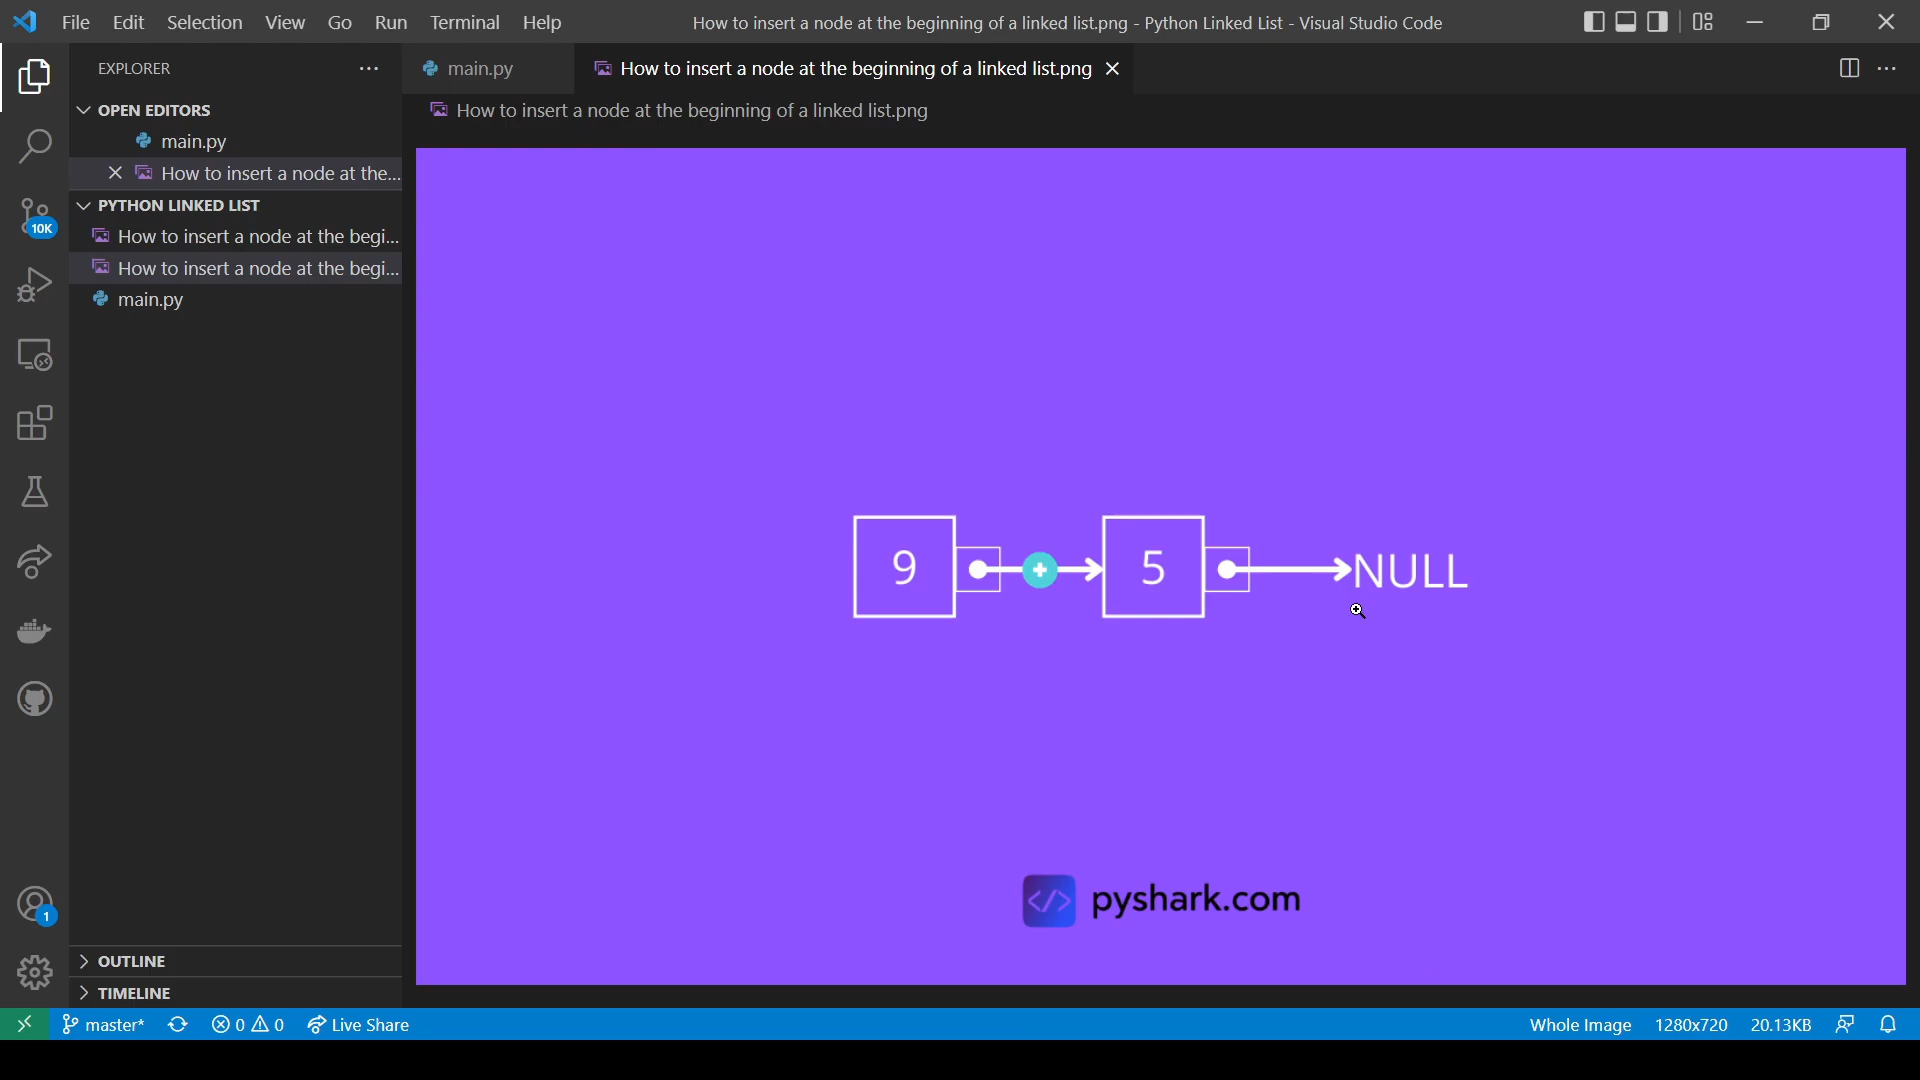 File Edit Selection View Go Run Terminal Help
How to insert a node at the beginning of a linked list.png - Python Linked List - Visual Studio Code
EXPLORER
main.py
How to insert a node at the beginning of a linked list.png
OPEN EDITORS
How to insert a node at the beginning of a linked list.png
main.py
How to insert a node at the...
PYTHON LINKED LIST
How to insert a node at the begi...
How to insert a node at the begi...
main.py
10K
9
5
NULL
pyshark.com
1
OUTLINE
TIMELINE
master*
0
0
Live Share
Whole Image
1280x720
20.13KB